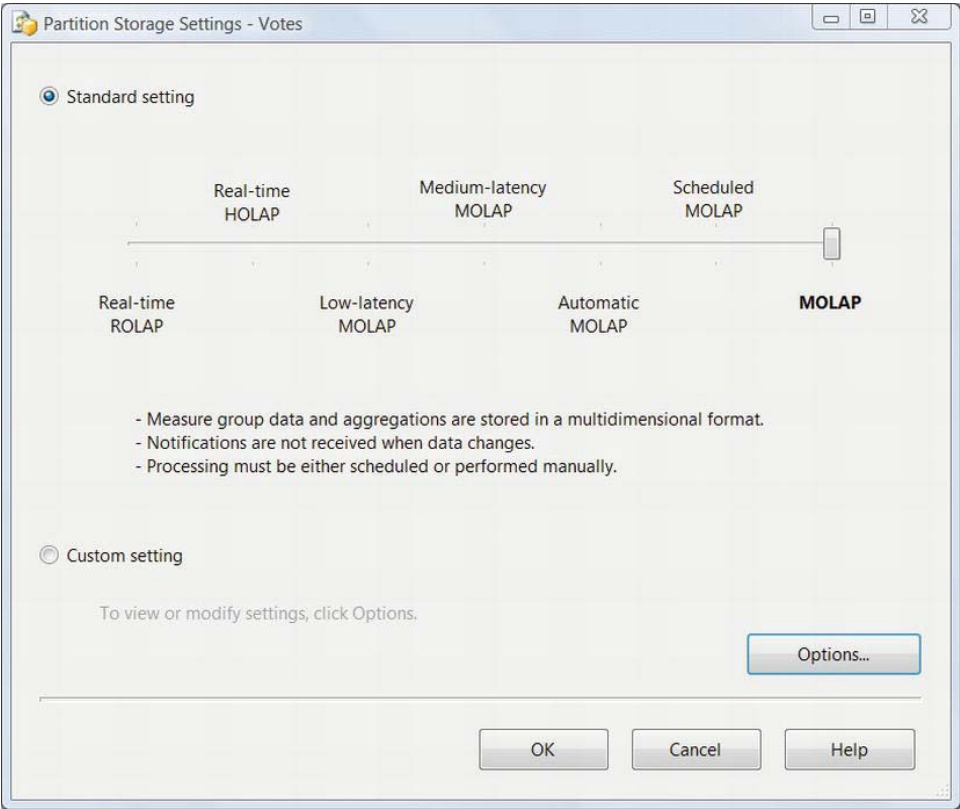 Partition Storage Settings - Votes
Standard setting
Real-time
HOLAP
Medium-latency
MOLAP
Scheduled
MOLAP
Real-time
ROLAP
Low-latency
MOLAP
Automatic
MOLAP
MOLAP
- Measure group data and aggregations are stored in a multidimensional format.
- Notifications are not received when data changes.
- Processing must be either scheduled or performed manually.
Custom setting
To view or modify settings, click Options.
Options...
OK
Cancel
Help